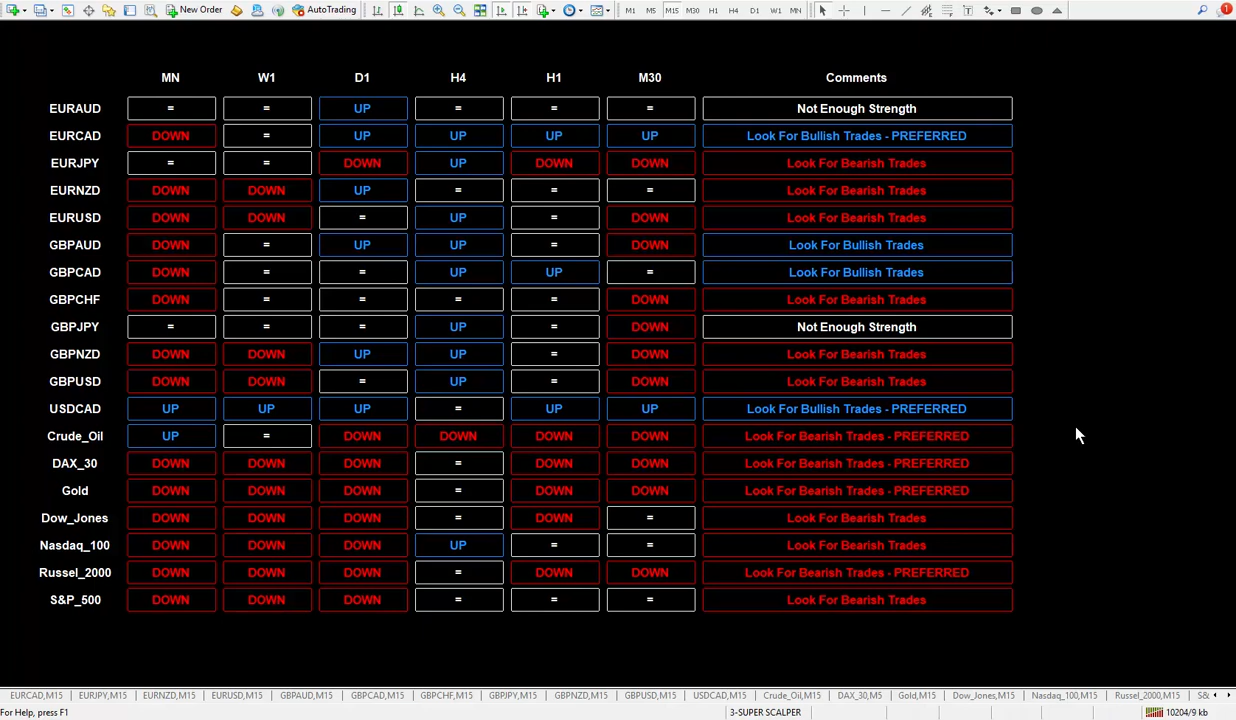 New Order AutoTrading M1 M5 M15 M30 H1 H4 D1 W1 MN 1
MN W1 D1 H4 H1 M30 Comments
EURAUD = = UP = = = Not Enough Strength
EURCAD DOWN = UP UP UP UP Look For Bullish Trades - PREFERRED
EURJPY = = DOWN UP DOWN DOWN Look For Bearish Trades
EURNZD DOWN DOWN UP = = = Look For Bearish Trades
EURUSD DOWN DOWN = UP = DOWN Look For Bearish Trades
GBPAUD DOWN = UP UP = DOWN Look For Bullish Trades
GBPCAD DOWN = = UP UP = Look For Bullish Trades
GBPCHF DOWN = = = = DOWN Look For Bearish Trades
GBPJPY = = = UP = DOWN Not Enough Strength
GBPNZD DOWN DOWN UP UP = DOWN Look For Bearish Trades
GBPUSD DOWN DOWN = UP = DOWN Look For Bearish Trades
USDCAD UP UP UP = UP UP Look For Bullish Trades - PREFERRED
Crude_Oil UP = DOWN DOWN DOWN DOWN Look For Bearish Trades - PREFERRED
DAX_30 DOWN DOWN DOWN = DOWN DOWN Look For Bearish Trades - PREFERRED
Gold DOWN DOWN DOWN = DOWN DOWN Look For Bearish Trades - PREFERRED
Dow_Jones DOWN DOWN DOWN = DOWN = Look For Bearish Trades
Nasdaq_100 DOWN DOWN DOWN UP = = Look For Bearish Trades
Russel_2000 DOWN DOWN DOWN = DOWN DOWN Look For Bearish Trades - PREFERRED
S&P_500 DOWN DOWN DOWN = = = Look For Bearish Trades
EURCAD,M15 EURJPY,M15 EURNZD,M15 EURUSD,M15 GBPAUD,M15 GBPCAD,M15 GBPCHF,M15 GBPJPY,M15 GBPNZD,M15 GBPUSD,M15 USDCAD,M15 Crude_Oil,M15 DAX_30,M5 Gold,M15 Dow_Jones,M15 Nasdaq_100,M15 Russel_2000,M15 S&
For Help, press F1 3-SUPER SCALPER 10204/9 kb